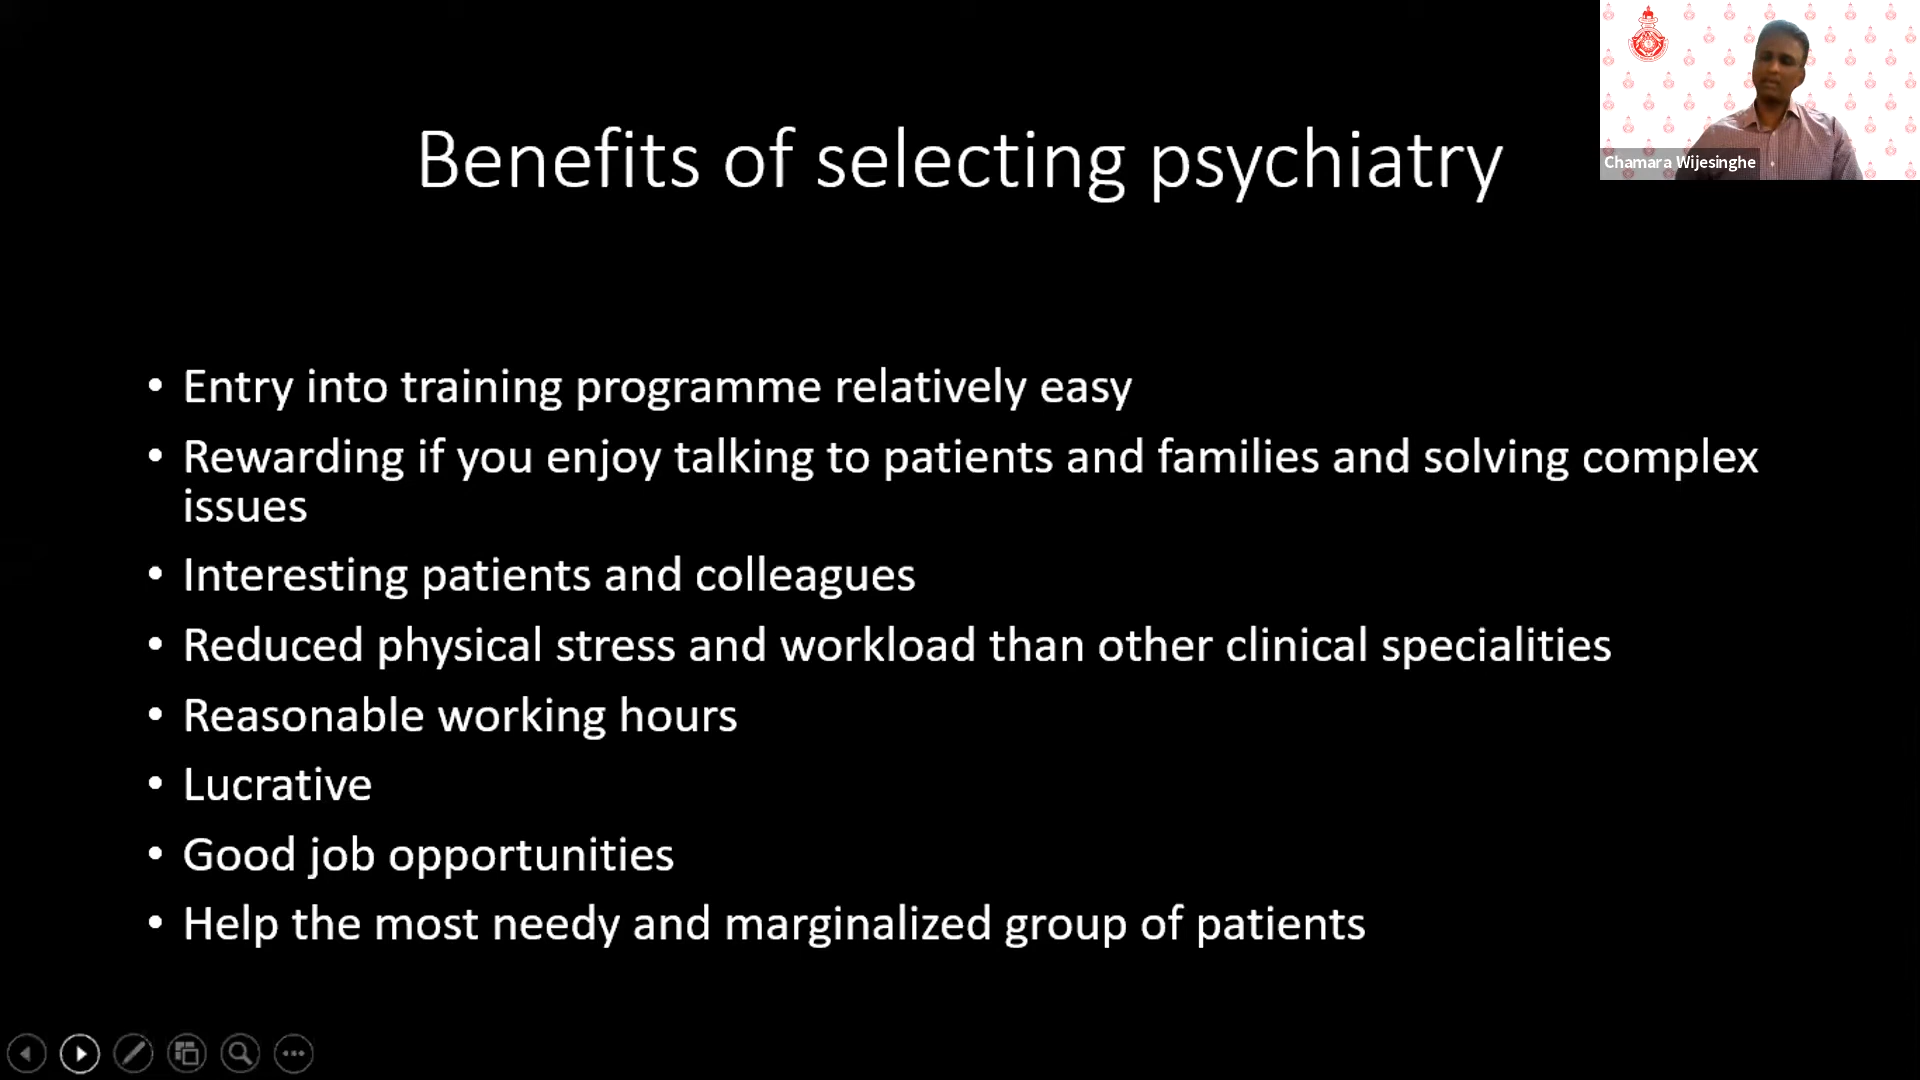 Benefits of selecting psychiatry
Chamara Wijesinghe
• Entry into training programme relatively easy
• Rewarding if you enjoy talking to patients and families and solving complex
issues
• Interesting patients and colleagues
• Reduced physical stress and workload than other clinical specialities
• Reasonable working hours
• Lucrative
• Good job opportunities
• Help the most needy and marginalized group of patients